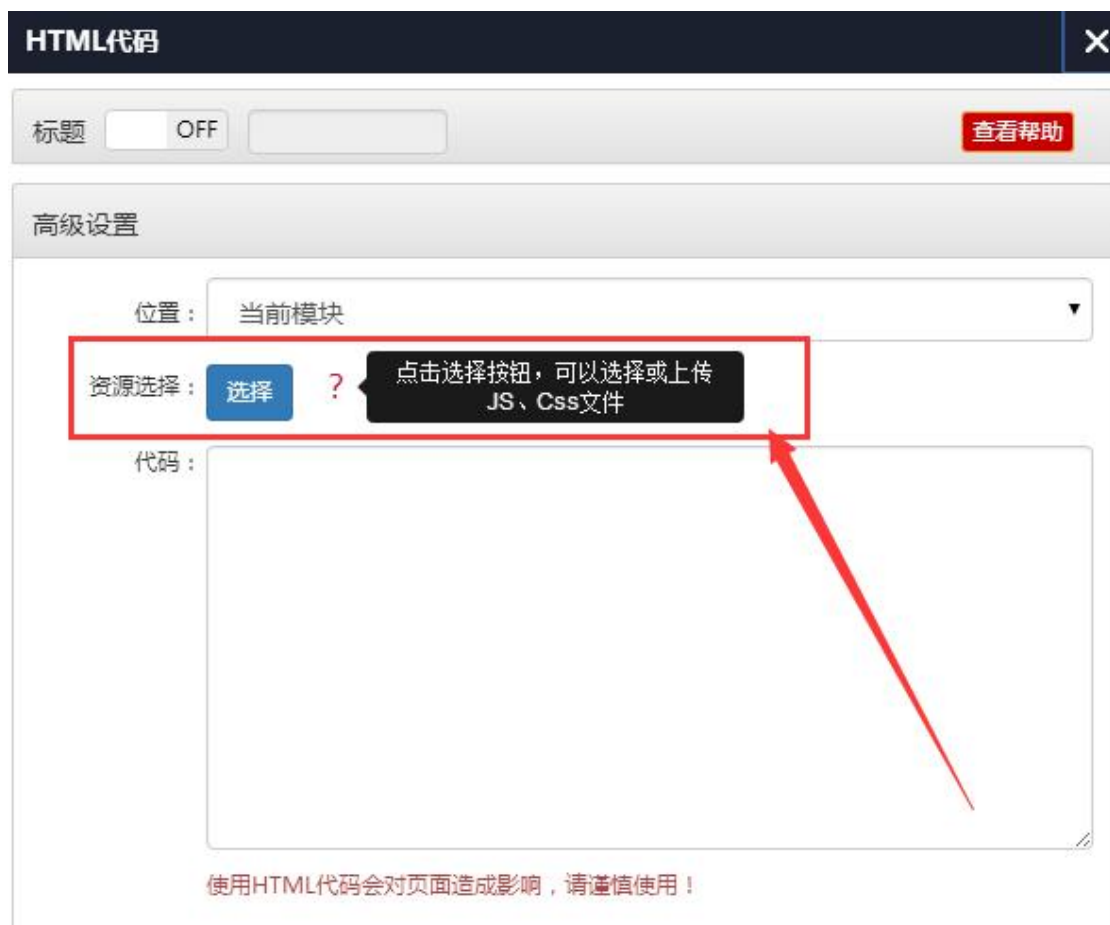 HTML代码
标题 OFF 查看帮助
高级设置
位置： 当前模块
资源选择： 选择 ? 点击选择按钮，可以选择或上传
JS、Css文件
代码：
使用HTML代码会对页面造成影响，请谨慎使用！